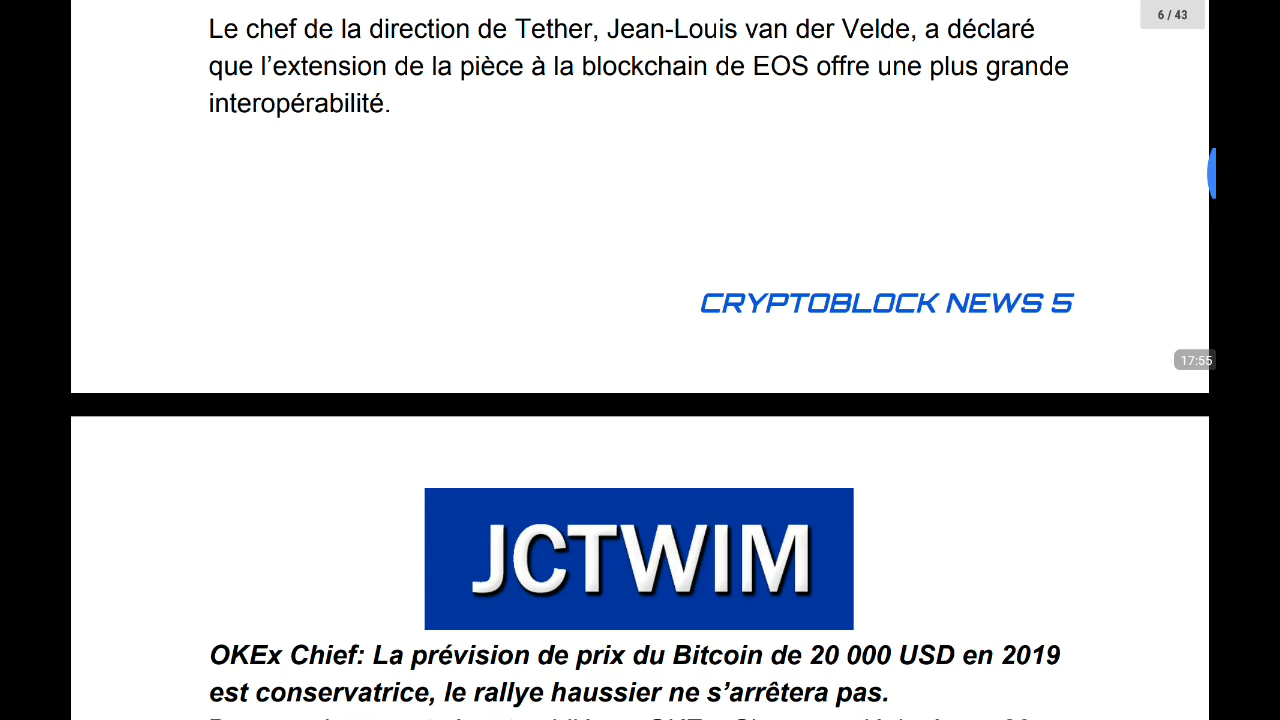 6 / 43
Le chef de la direction de Tether, Jean-Louis van der Velde, a déclaré
que l’extension de la pièce à la blockchain de EOS offre une plus grande
interopérabilité.
CRYPTOBLOCK NEWS 5
17:55
JCTWIM
OKEx Chief: La prévision de prix du Bitcoin de 20 000 USD en 2019
est conservatrice, le rallye haussier ne s’arrêtera pas.